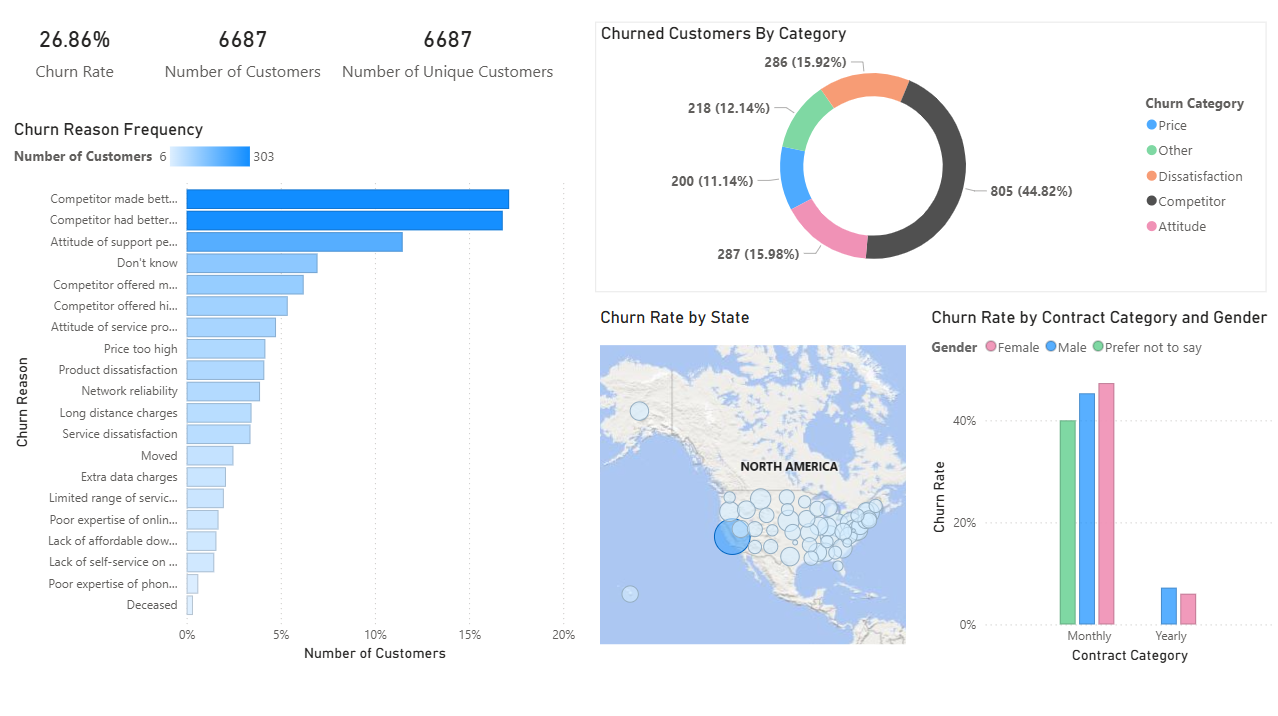 26.86%
Churn Rate
6687
Number of Customers
6687
Number of Unique Customers
Churn Reason Frequency
Number of Customers 6 303
Churn Reason
Competitor made bett...
Competitor had better...
Attitude of support pe...
Don't know
Competitor offered m...
Competitor offered hi...
Attitude of service pro...
Price too high
Product dissatisfaction
Network reliability
Long distance charges
Service dissatisfaction
Moved
Extra data charges
Limited range of servic...
Poor expertise of onlin...
Lack of affordable dow...
Lack of self-service on ...
Poor expertise of phon...
Deceased
0% 5% 10% 15% 20%
Number of Customers
Churned Customers By Category
286 (15.92%)
218 (12.14%)
200 (11.14%)
287 (15.98%)
805 (44.82%)
Churn Category
Price
Other
Dissatisfaction
Competitor
Attitude
Churn Rate by State
NORTH AMERICA
Churn Rate by Contract Category and Gender
Gender Female Male Prefer not to say
Churn Rate
40%
20%
0%
Monthly Yearly
Contract Category